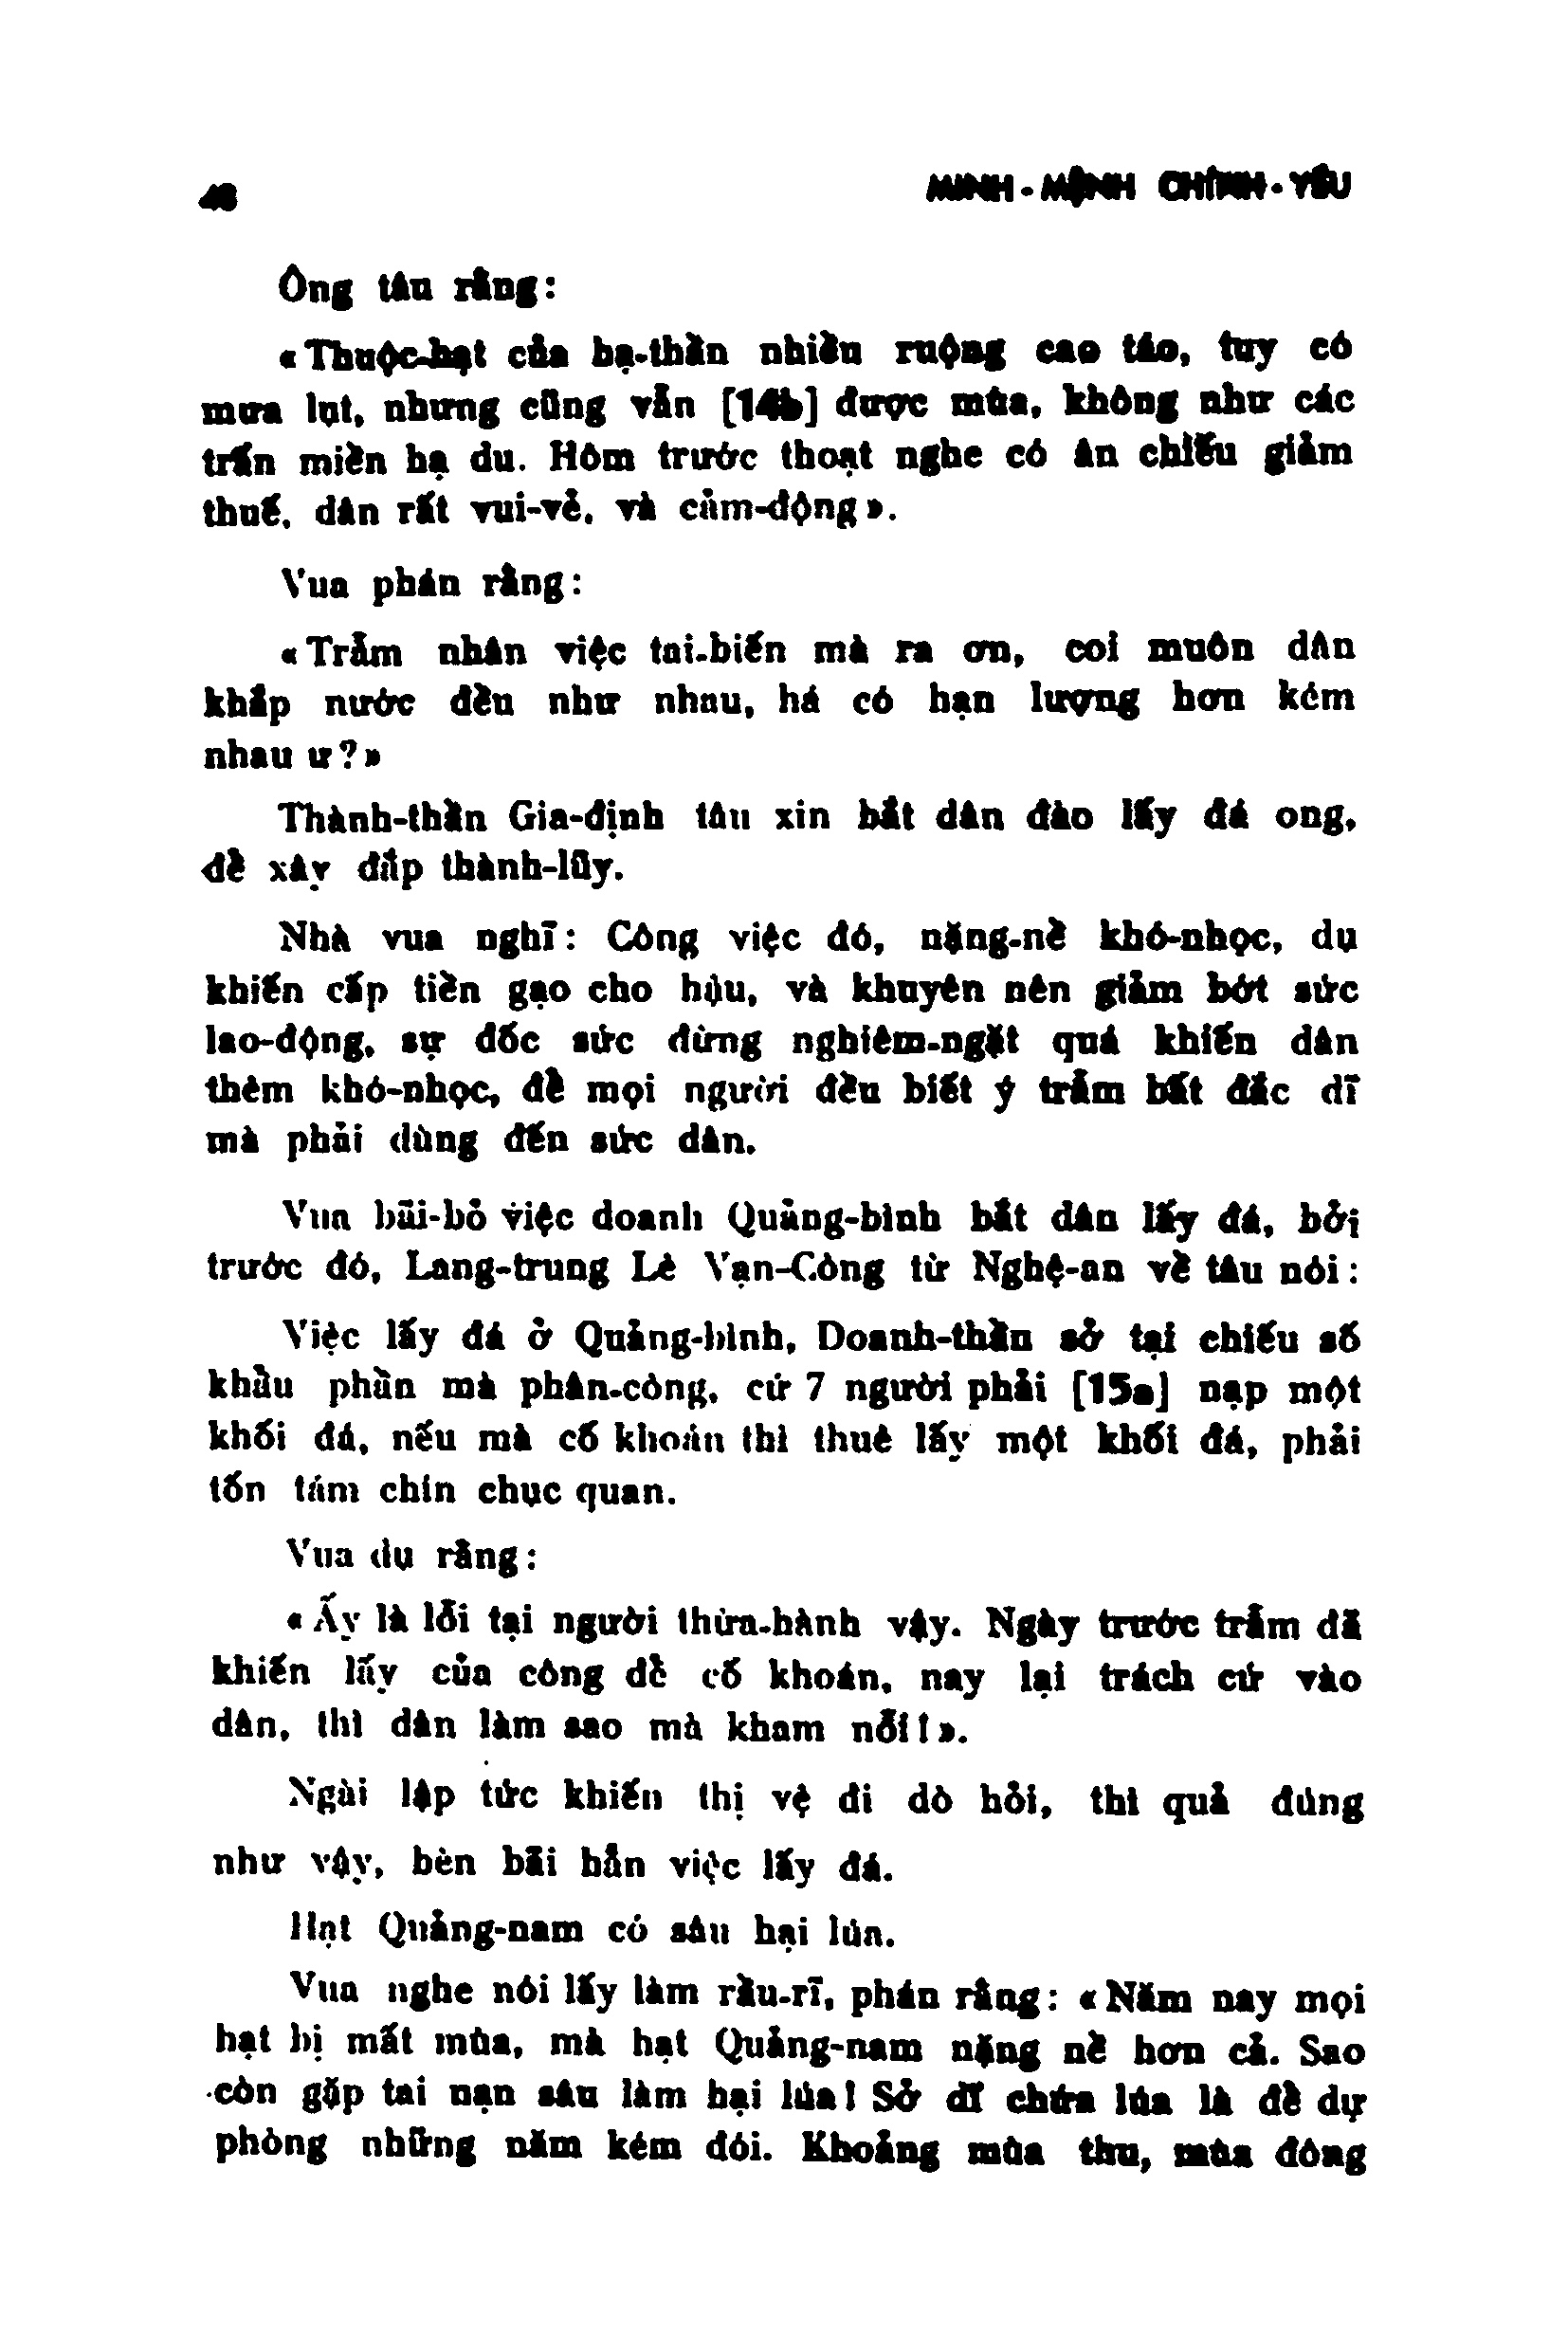 48
MINH-MỆNH CHÍNH-YẾU
Ông tâu rằng:
«Thuộc-hạt của hạ-thần nhiều ruộng cao táo, tuy có
mưa lụt, nhưng cũng vẫn [14b] được mùa, không như các
trấn miền hạ du. Hôm trước thoạt nghe có ân chiếu giảm
thuế, dân rất vui-vẻ, và cảm-động».
Vua phán rằng:
«Trẫm nhân việc tai-biến mà ra ơn, coi muôn dân
khắp nước đều như nhau, há có hạn lượng hơn kém
nhau ư?»
Thành-thần Gia-định tâu xin bắt dân đào lấy đá ong,
để xây đắp thành-lũy.
Nhà vua nghĩ: Công việc đó, nặng-nề khó-nhọc, dụ
khiến cấp tiền gạo cho hậu, và khuyên nên giảm bớt sức
lao-động, sự đốc sức đừng nghiêm-ngặt quá khiến dân
thêm khó-nhọc, để mọi người đều biết ý trẫm bất đắc dĩ
mà phải dùng đến sức dân.
Vua bãi-bỏ việc doanh Quảng-bình bắt dân lấy đá, bởi
trước đó, Lang-trung Lê Vạn-Công từ Nghệ-an về tâu nói:
Việc lấy đá ở Quảng-bình, Doanh-thần sở tại chiếu số
khẩu phần mà phân-công, cứ 7 người phải [15a] nạp một
khối đá, nếu mà cố khoán thì thuê lấy một khối đá, phải
tốn tám chín chục quan.
Vua dụ rằng:
«Ấy là lỗi tại người thừa-hành vậy. Ngày trước trẫm đã
khiến lấy của công để cố khoán, nay lại trách cứ vào
dân, thì dân làm sao mà kham nổi!».
Ngài lập tức khiến thị vệ đi dò hỏi, thì quả đúng
như vậy, bèn bãi hẳn việc lấy đá.
Hạt Quảng-nam có sâu hại lúa.
Vua nghe nói lấy làm rầu-rĩ, phán rằng: «Năm nay mọi
hạt bị mất mùa, mà hạt Quảng-nam nặng nề hơn cả. Sao
còn gặp tai nạn sâu làm hại lúa! Sở dĩ chứa lúa là để dự
phòng những năm kém đói. Khoảng mùa thu, mùa đông